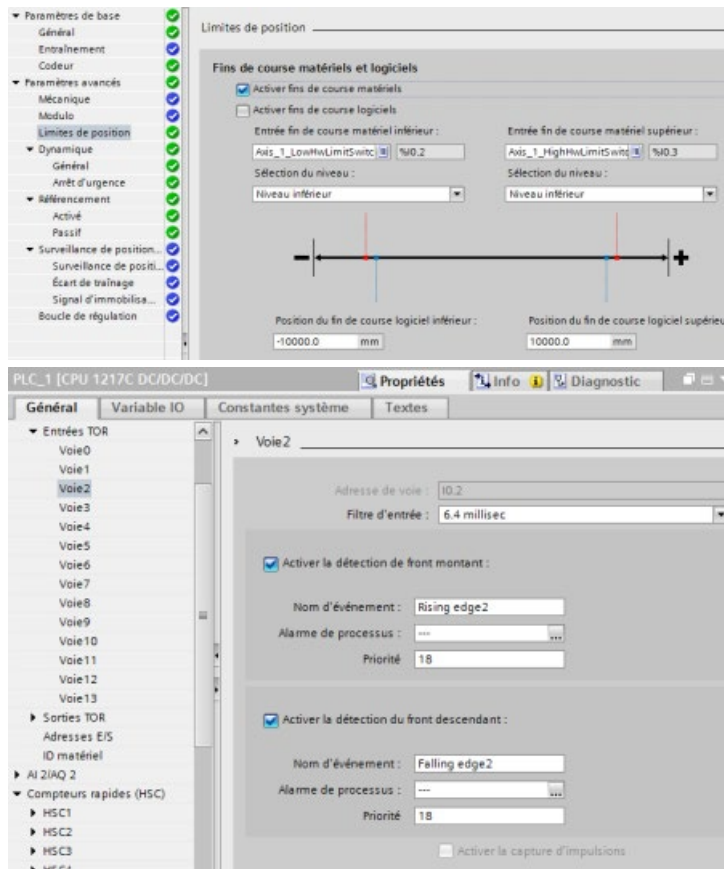 Paramètres de base
Général
Entraînement
Codeur
Paramètres avancés
Mécanique
Modulo
Limites de position
Dynamique
Général
Arrêt d'urgence
Référencement
Activé
Passif
Surveillance de position...
Surveillance de positi...
Écart de traînage
Signal d'immobilisa...
Boucle de régulation
Limites de position
Fins de course matériels et logiciels
Activer fins de course matériels
Activer fins de course logiciels
Entrée fin de course matériel inférieur : Entrée fin de course matériel supérieur :
Axis_1_LowHwLimitSwitc %I0.2 Axis_1_HighHwLimitSwitc %I0.3
Sélection du niveau : Sélection du niveau :
Niveau inférieur Niveau inférieur
- +
Position du fin de course logiciel inférieur : Position du fin de course logiciel supérieu
-10000.0 mm 10000.0 mm
PLC_1 [CPU 1217C DC/DC/DC] Propriétés Info Diagnostic
Général Variable IO Constantes système Textes
Entrées TOR
Voie0
Voie1
Voie2
Voie3
Voie4
Voie5
Voie6
Voie7
Voie8
Voie9
Voie10
Voie11
Voie12
Voie13
Sorties TOR
Adresses E/S
ID matériel
AI 2/AQ 2
Compteurs rapides (HSC)
HSC1
HSC2
HSC3
Voie2
Adresse de voie : I0.2
Filtre d'entrée : 6.4 millisec
Activer la détection de front montant :
Nom d'événement : Rising edge2
Alarme de processus : --- ...
Priorité 18
Activer la détection du front descendant :
Nom d'événement : Falling edge2
Alarme de processus : --- ...
Priorité 18
Activer la capture d'impulsions